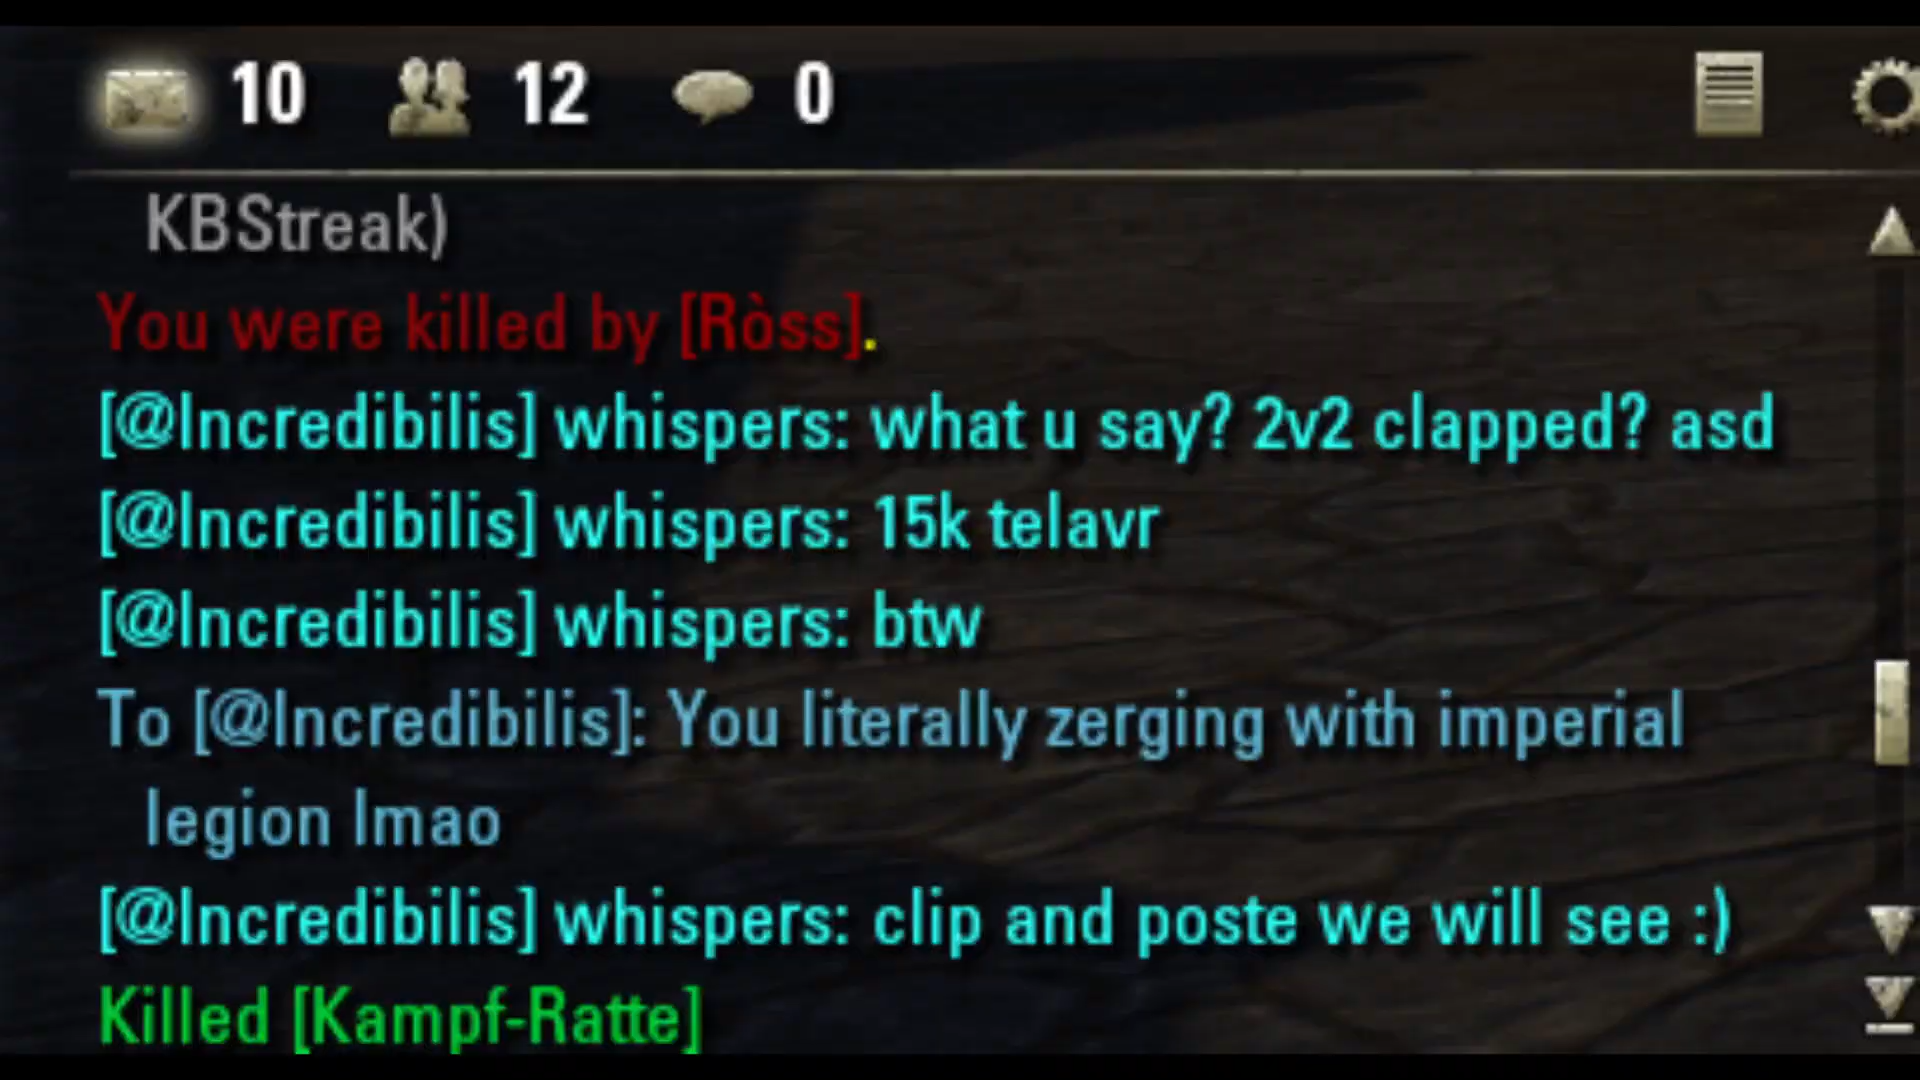 10 12 0
KBStreak)
You were killed by [Ròss].
[@Incredibilis] whispers: what u say? 2v2 clapped? asd
[@Incredibilis] whispers: 15k telavr
[@Incredibilis] whispers: btw
To [@Incredibilis]: You literally zerging with imperial
legion lmao
[@Incredibilis] whispers: clip and poste we will see :)
Killed [Kampf-Ratte]